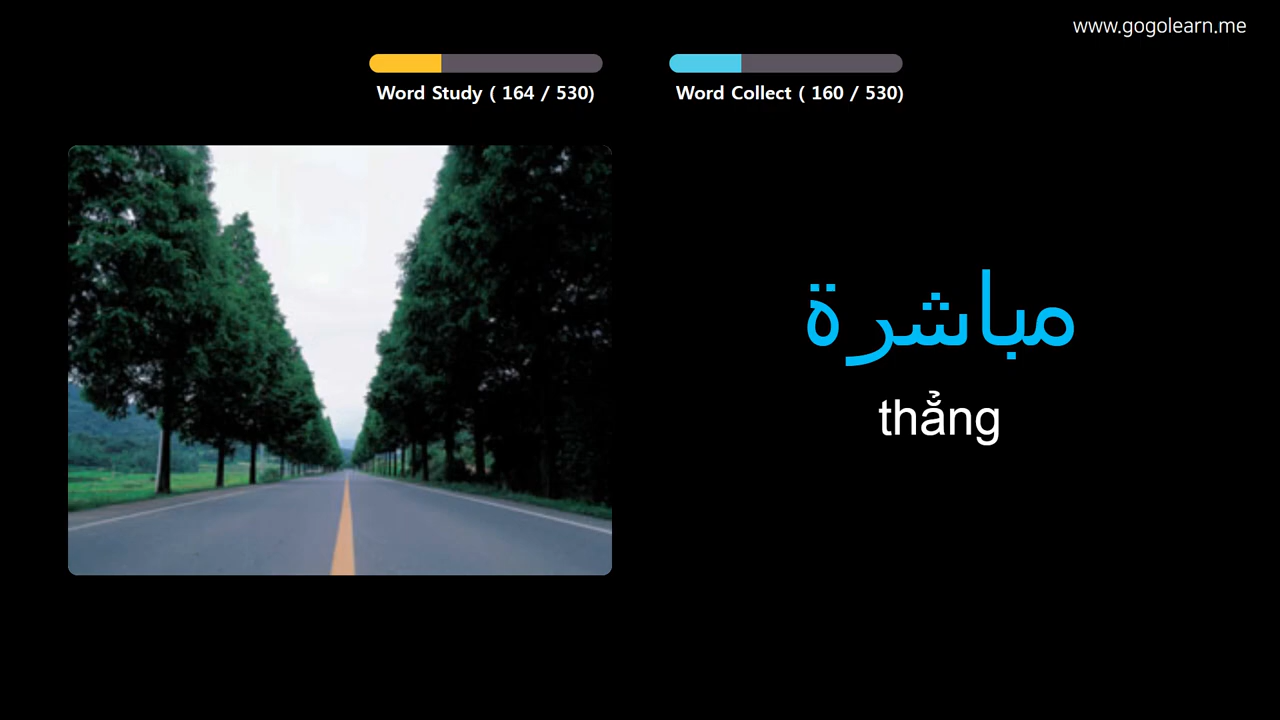 www.gogolearn.me
Word Study ( 164 / 530)
Word Collect ( 160 / 530)
مباشرة
thẳng